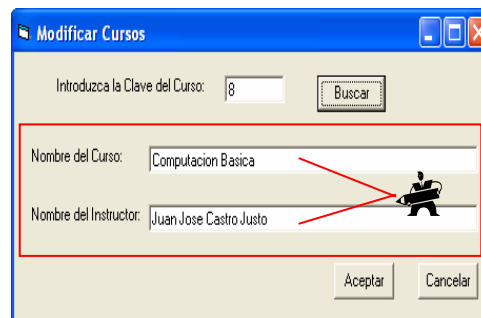 Modificar Cursos
Introduzca la Clave del Curso: 8 Buscar
Nombre del Curso: Computacion Basica
Nombre del Instructor: Juan Jose Castro Justo
Aceptar Cancelar